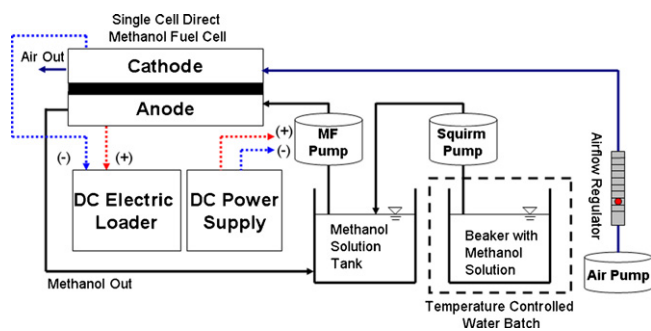 Single Cell Direct
Methanol Fuel Cell
Air Out
Cathode
Anode
(-)
(+)
(+)
(-)
MF
Pump
Squirm
Pump
Airflow Regulator
DC Electric
Loader
DC Power
Supply
Methanol
Solution
Tank
Beaker with
Methanol
Solution
Air Pump
Methanol Out
Temperature Controlled
Water Batch